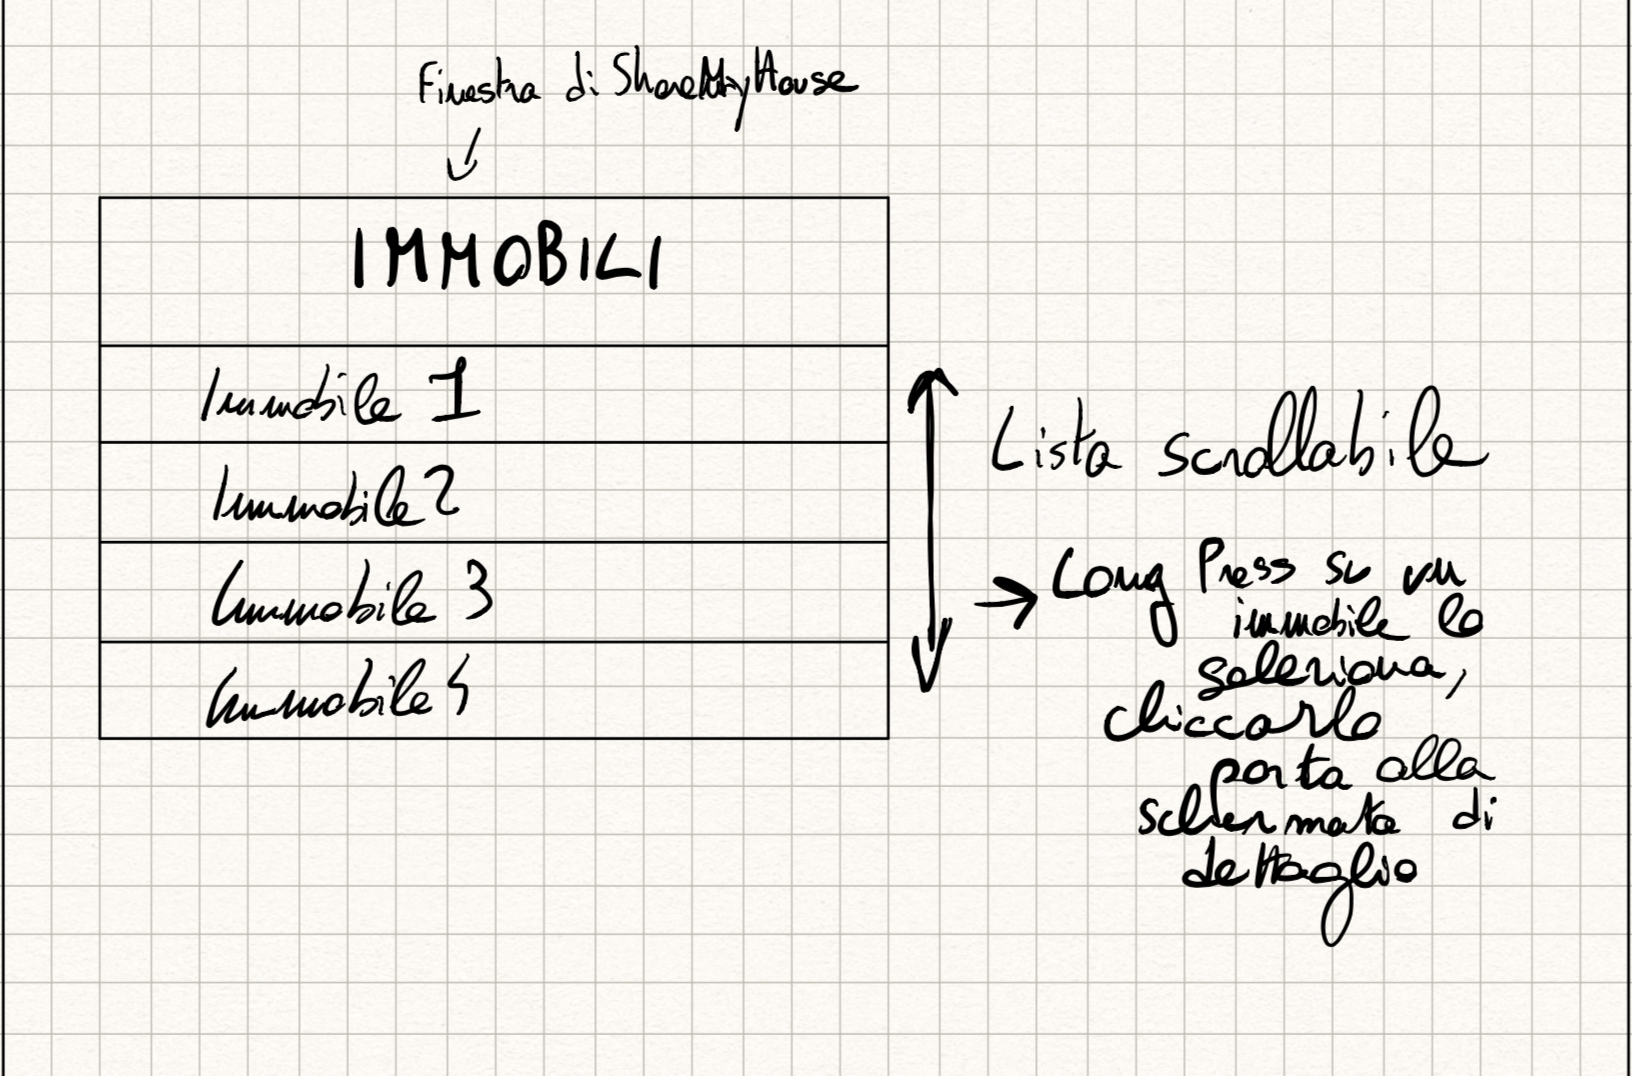 Finestra di ShareMyHouse
IMMOBILI
Immobile 1
Immobile 2
Immobile 3
Immobile 4
Lista scrollabile
Long Press su un
immobile lo
seleziona,
cliccarlo
porta alla
schermata di
dettaglio